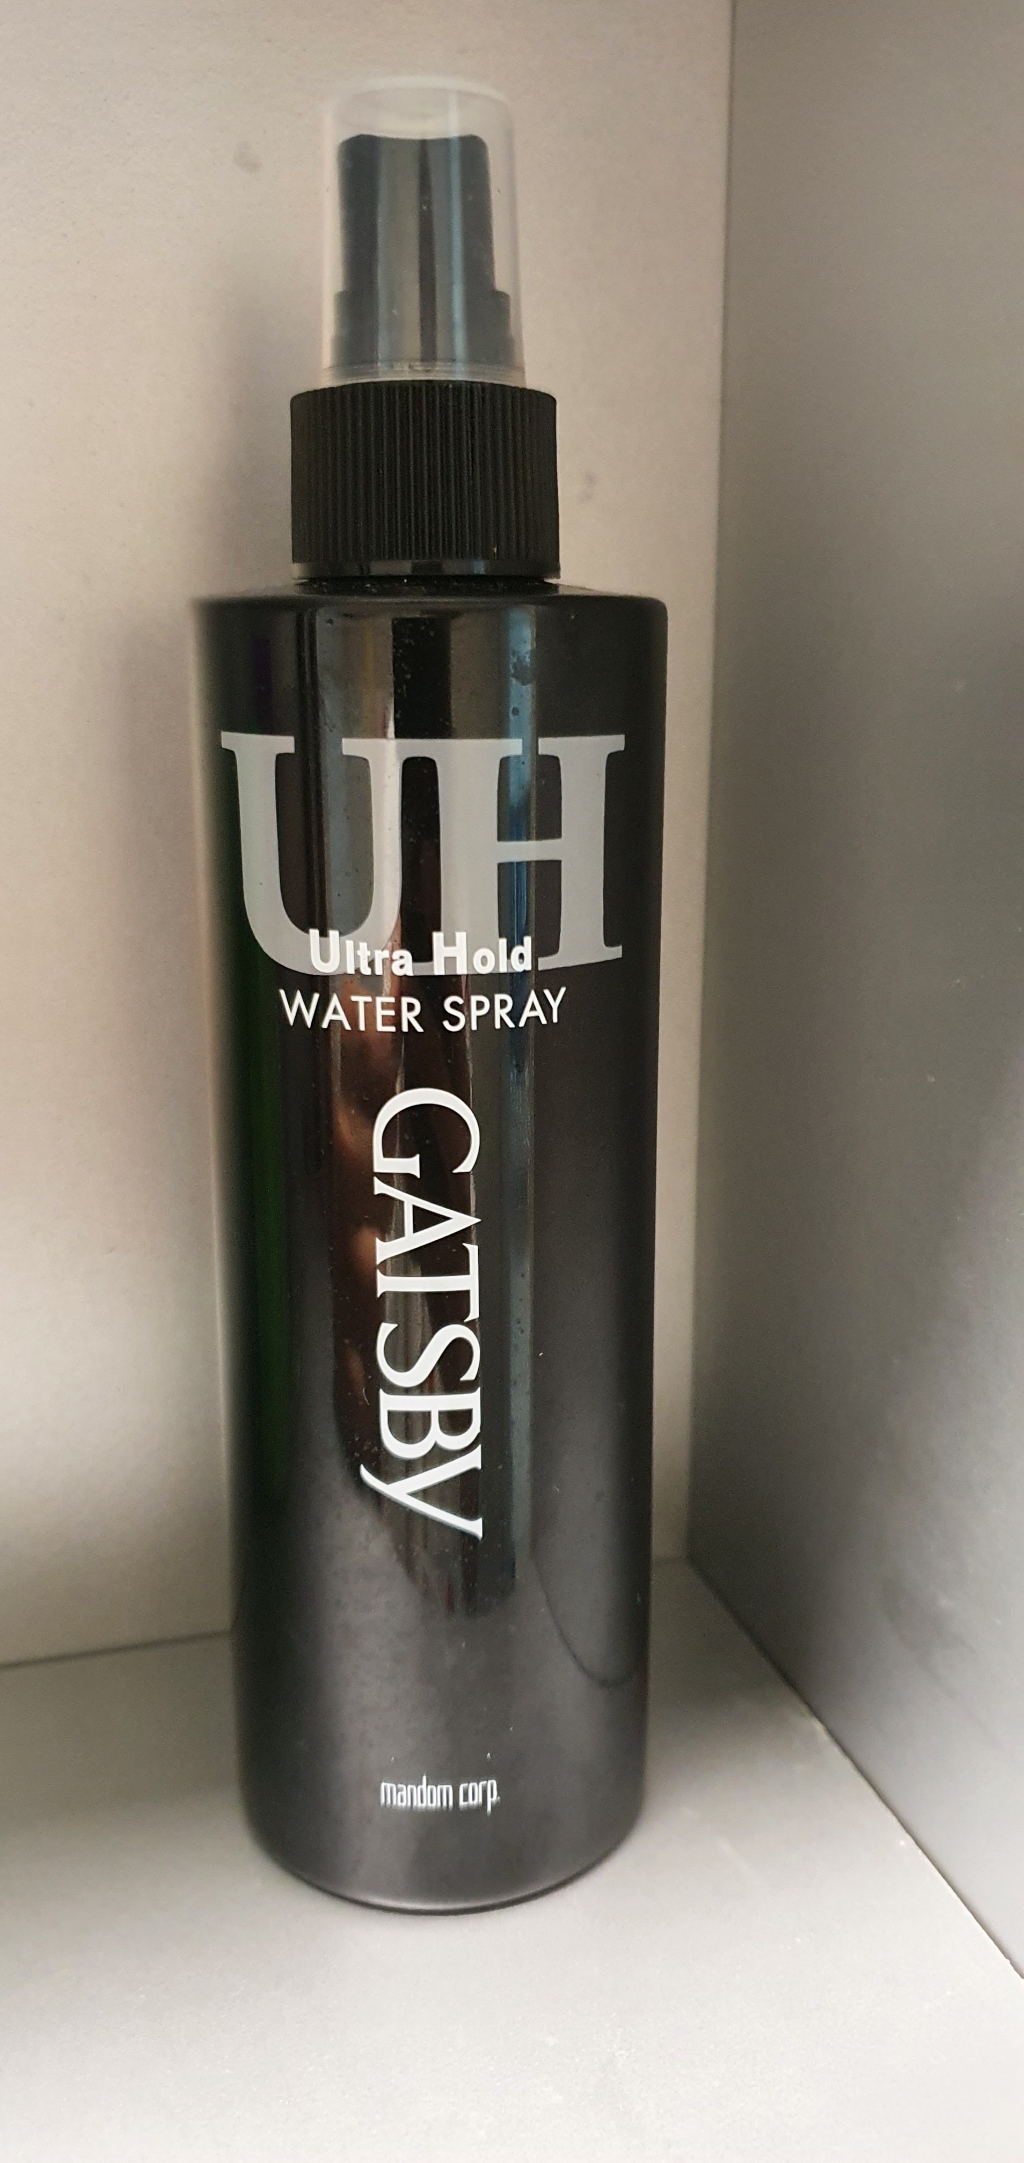 UH
Ultra Hold
WATER SPRAY
GATSBY
mandom corp.